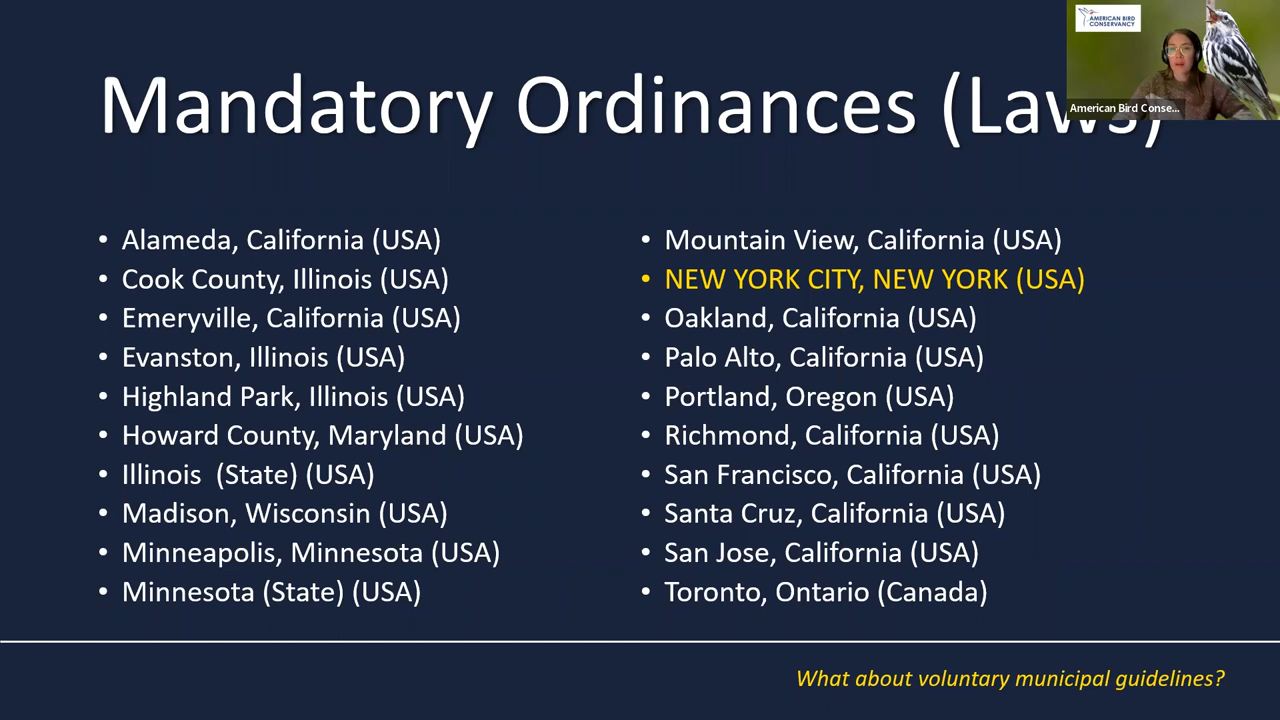 AMERICAN BIRD
CONSERVANCY
American Bird Conse...
Mandatory Ordinances (Laws)
• Alameda, California (USA)
• Cook County, Illinois (USA)
• Emeryville, California (USA)
• Evanston, Illinois (USA)
• Highland Park, Illinois (USA)
• Howard County, Maryland (USA)
• Illinois  (State) (USA)
• Madison, Wisconsin (USA)
• Minneapolis, Minnesota (USA)
• Minnesota (State) (USA)
• Mountain View, California (USA)
• NEW YORK CITY, NEW YORK (USA)
• Oakland, California (USA)
• Palo Alto, California (USA)
• Portland, Oregon (USA)
• Richmond, California (USA)
• San Francisco, California (USA)
• Santa Cruz, California (USA)
• San Jose, California (USA)
• Toronto, Ontario (Canada)
What about voluntary municipal guidelines?